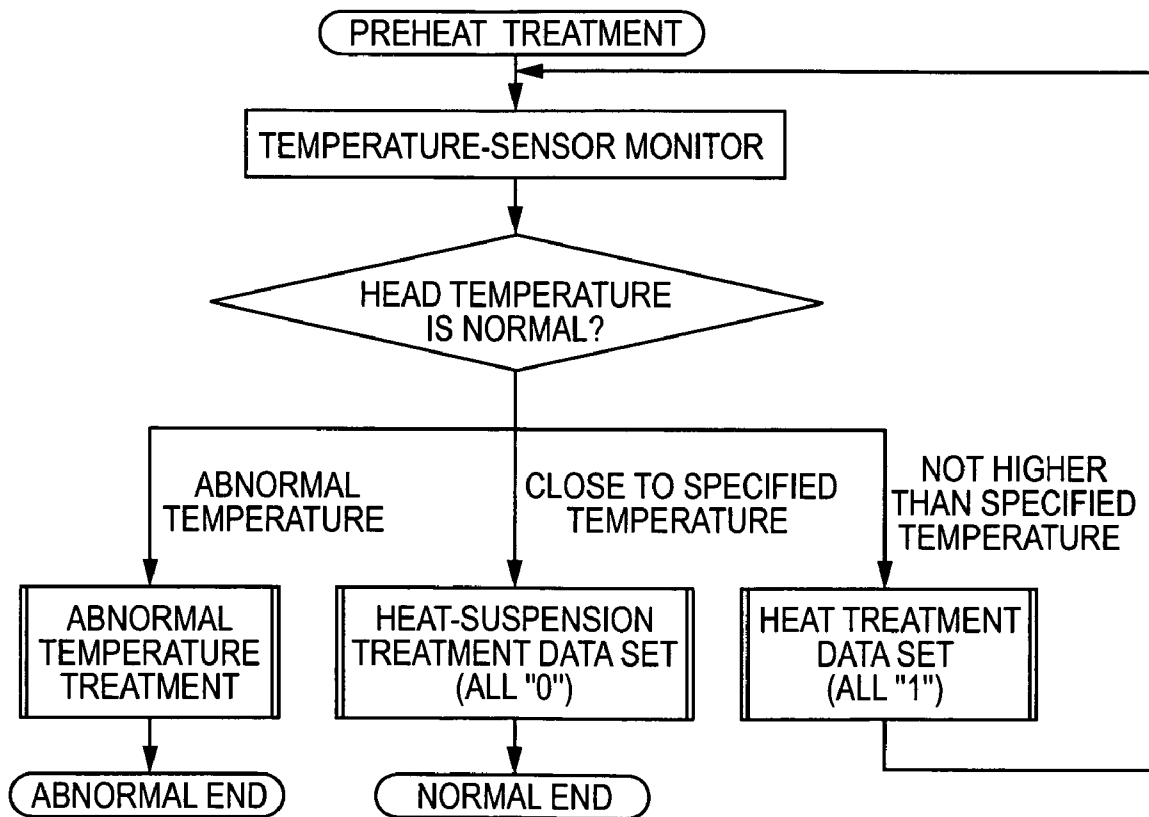 PREHEAT TREATMENT
TEMPERATURE-SENSOR MONITOR
HEAD TEMPERATURE
IS NORMAL?
ABNORMAL
TEMPERATURE
CLOSE TO SPECIFIED
TEMPERATURE
NOT HIGHER
THAN SPECIFIED
TEMPERATURE
ABNORMAL
TEMPERATURE
TREATMENT
HEAT-SUSPENSION
TREATMENT DATA SET
(ALL "0")
HEAT TREATMENT
DATA SET
(ALL "1")
ABNORMAL END
NORMAL END